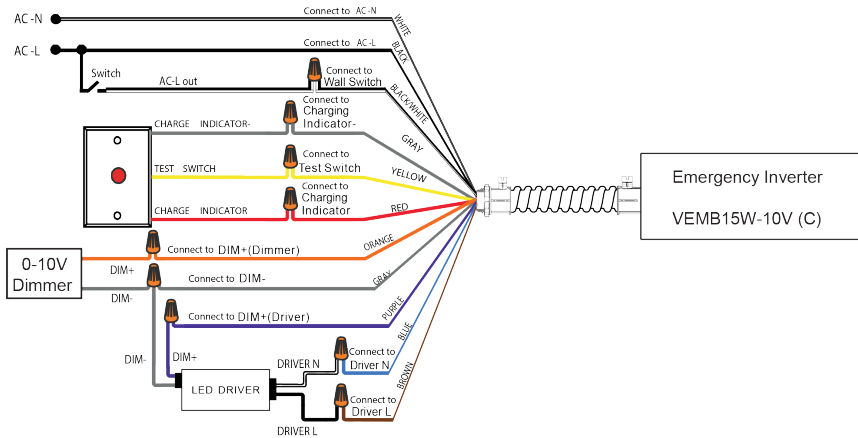 AC-N
Connect to AC-N
WHITE
AC-L
Connect to AC-L
BLACK
Switch
AC-L out
Connect to
Wall Switch
BLACK/WHITE
CHARGE INDICATOR-
Connect to
Charging
Indicator-
GRAY
TEST SWITCH
Connect to
Test Switch
YELLOW
CHARGE INDICATOR
Connect to
Charging
Indicator
RED
Emergency Inverter
VEMB15W-10V (C)
0-10V
Dimmer
DIM+
Connect to DIM+(Dimmer)
ORANGE
DIM-
Connect to DIM-
GRAY
Connect to DIM+(Driver)
PURPLE
DIM-
DIM+
LED DRIVER
DRIVER N
Connect to
Driver N
BLUE
DRIVER L
Connect to
Driver L
BROWN